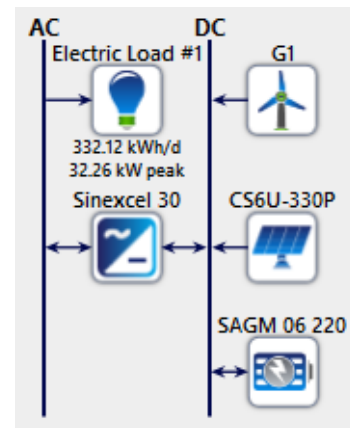 AC DC
Electric Load #1 G1
332.12 kWh/d
32.26 kW peak
Sinexcel 30 CS6U-330P
SAGM 06 220